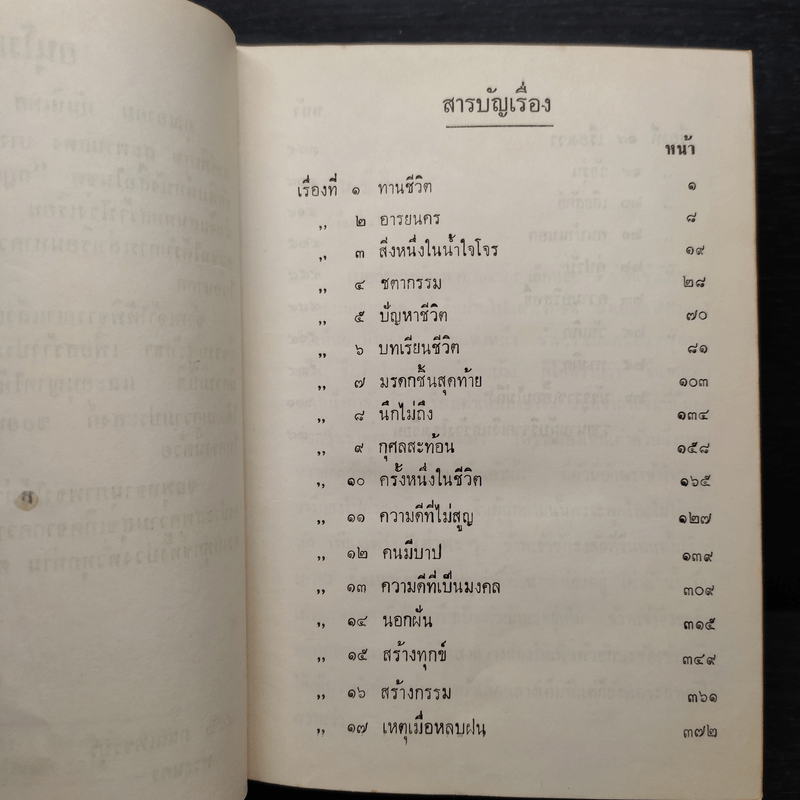 สารบัญเรื่อง
หน้า
เรื่องที่ ๑ ทานชีวิต ๑
,, ๒ อารยนคร ๘
,, ๓ สิ่งหนึ่งในน้ำใจโจร ๑๙
,, ๔ ชตากรรม ๒๘
,, ๕ ปัญหาชีวิต ๗๐
,, ๖ บทเรียนชีวิต ๘๑
,, ๗ มรดกชิ้นสุดท้าย ๑๐๓
,, ๘ นึกไม่ถึง ๑๓๔
,, ๙ กุศลสะท้อน ๑๕๘
,, ๑๐ ครั้งหนึ่งในชีวิต ๑๖๕
,, ๑๑ ความดีที่ไม่สูญ ๑๒๗
,, ๑๒ คนมีบาป ๑๓๙
,, ๑๓ ความดีที่เป็นมงคล ๓๐๙
,, ๑๔ นอกผัน ๓๑๕
,, ๑๕ สร้างทุกข์ ๓๔๙
,, ๑๖ สร้างกรรม ๓๖๑
,, ๑๗ เหตุเมื่อหลบฝน ๓๗๒